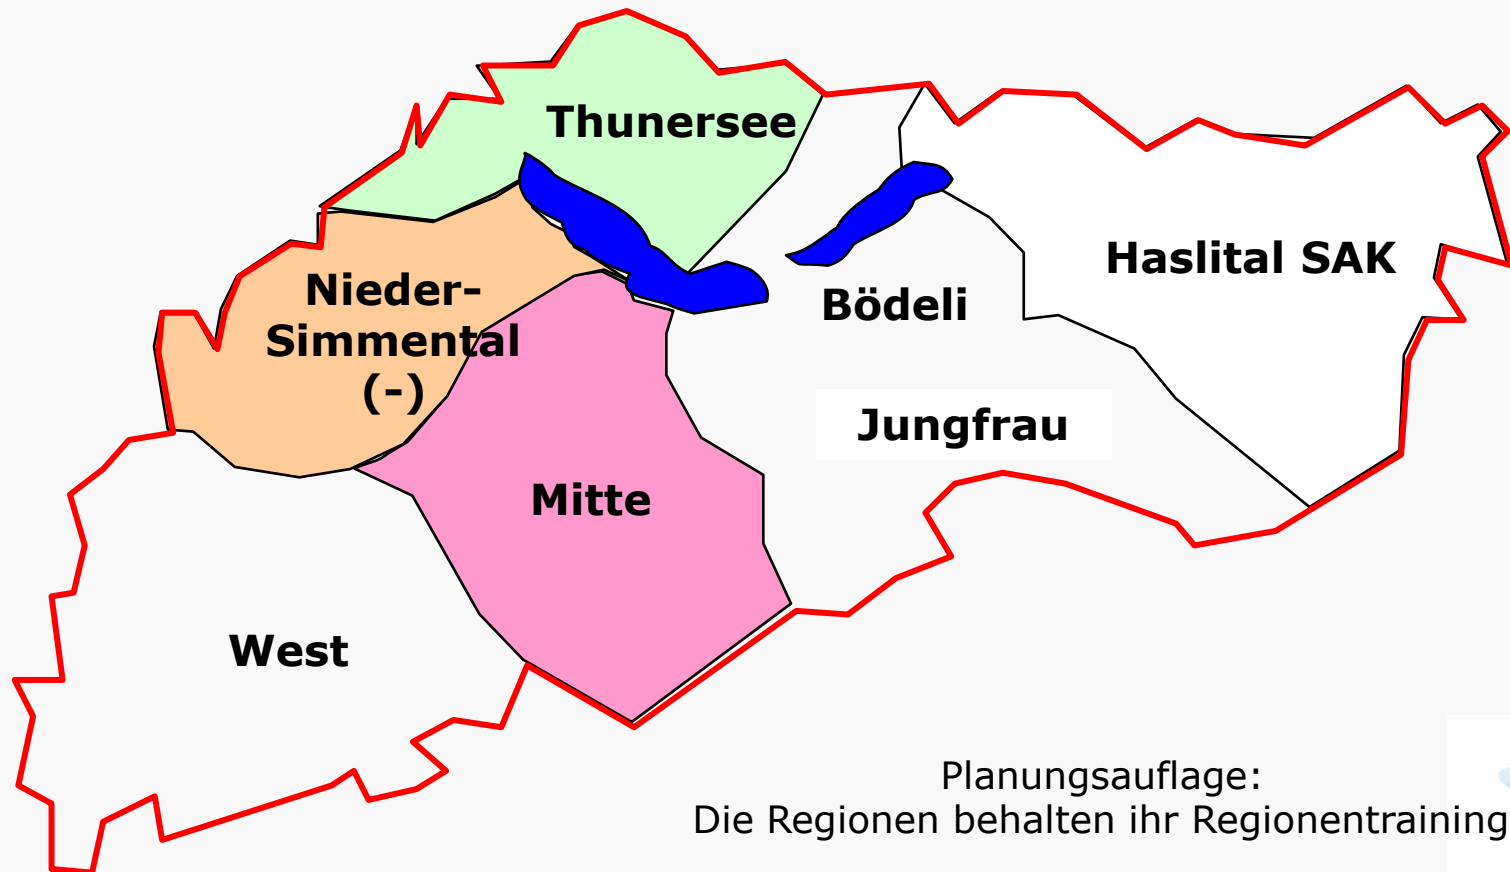 Thunersee
Haslital SAK
Nieder-
Simmental
(-)
Bödeli
Jungfrau
Mitte
West
Planungsauflage:
Die Regionen behalten ihr Regionentraining